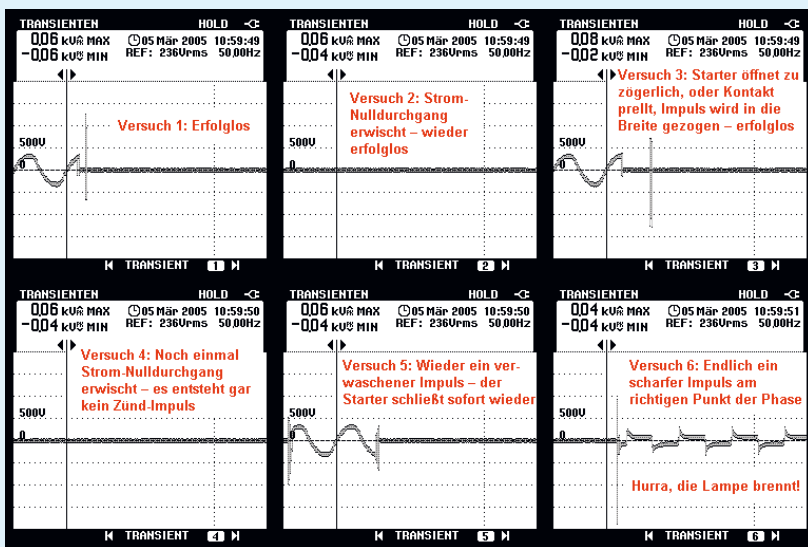 TRANSIENTEN HOLD
0,06 kV MAX 05 Mär 2005 10:59:49
-0,06 kV MIN REF: 236Vrms 50,00Hz
Versuch 1: Erfolglos
500V
0
TRANSIENT 1
TRANSIENTEN HOLD
0,06 kV MAX 05 Mär 2005 10:59:49
-0,04 kV MIN REF: 236Vrms 50,00Hz
Versuch 2: Strom-
Nulldurchgang
erwischt – wieder
erfolglos
500V
0
TRANSIENT 2
TRANSIENTEN HOLD
0,08 kV MAX 05 Mär 2005 10:59:49
-0,02 kV MIN REF: 236Vrms 50,00Hz
Versuch 3: Starter öffnet zu
zögerlich, oder Kontakt
prellt, Impuls wird in die
Breite gezogen – erfolglos
500V
0
TRANSIENT 3
TRANSIENTEN HOLD
0,06 kV MAX 05 Mär 2005 10:59:50
-0,04 kV MIN REF: 236Vrms 50,00Hz
Versuch 4: Noch einmal
Strom-Nulldurchgang
erwischt – es entsteht gar
kein Zünd-Impuls
500V
0
TRANSIENT 4
TRANSIENTEN HOLD
0,06 kV MAX 05 Mär 2005 10:59:50
-0,04 kV MIN REF: 236Vrms 50,00Hz
Versuch 5: Wieder ein ver-
waschener Impuls – der
Starter schließt sofort wieder
500V
0
TRANSIENT 5
TRANSIENTEN HOLD
0,04 kV MAX 05 Mär 2005 10:59:51
-0,04 kV MIN REF: 236Vrms 50,00Hz
Versuch 6: Endlich ein
scharfer Impuls am
richtigen Punkt der Phase
500V
0
Hurra, die Lampe brennt!
TRANSIENT 6